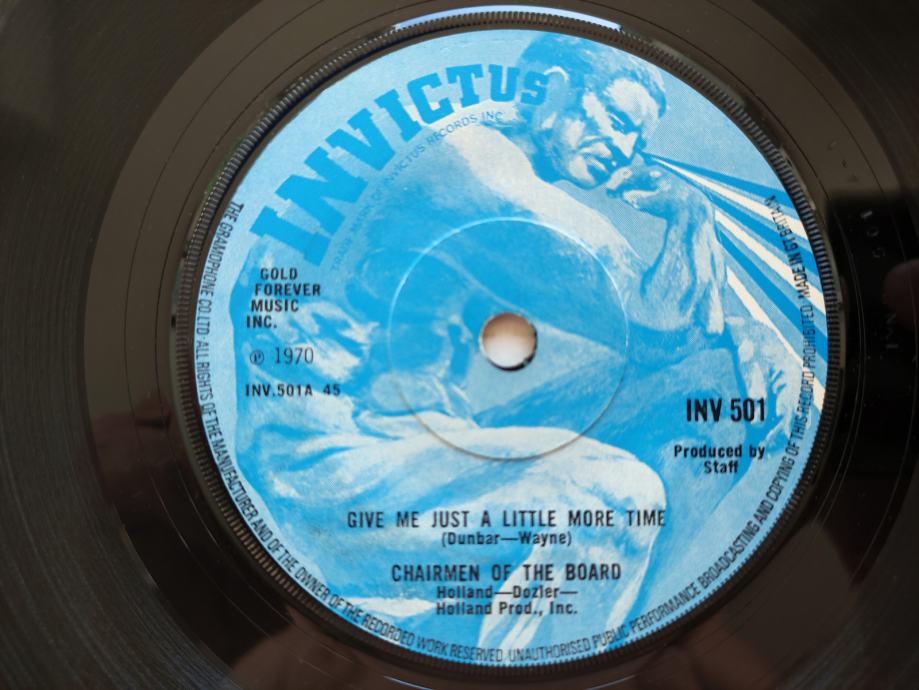 INVICTUS
TRADE MARKS OF INVICTUS RECORDS INC.
THE GRAMOPHONE CO. LTD. ALL RIGHTS OF THE MANUFACTURER AND OF THE OWNER OF THE RECORDED WORK RESERVED. UNAUTHORISED PUBLIC PERFORMANCE BROADCASTING AND COPYING OF THIS RECORD PROHIBITED. MADE IN GT. BRITAIN
GOLD
FOREVER
MUSIC
INC.
℗ 1970
INV.501A 45
INV 501
Produced by
Staff
GIVE ME JUST A LITTLE MORE TIME
(Dunbar—Wayne)
CHAIRMEN OF THE BOARD
Holland—Dozier—
Holland Prod., Inc.